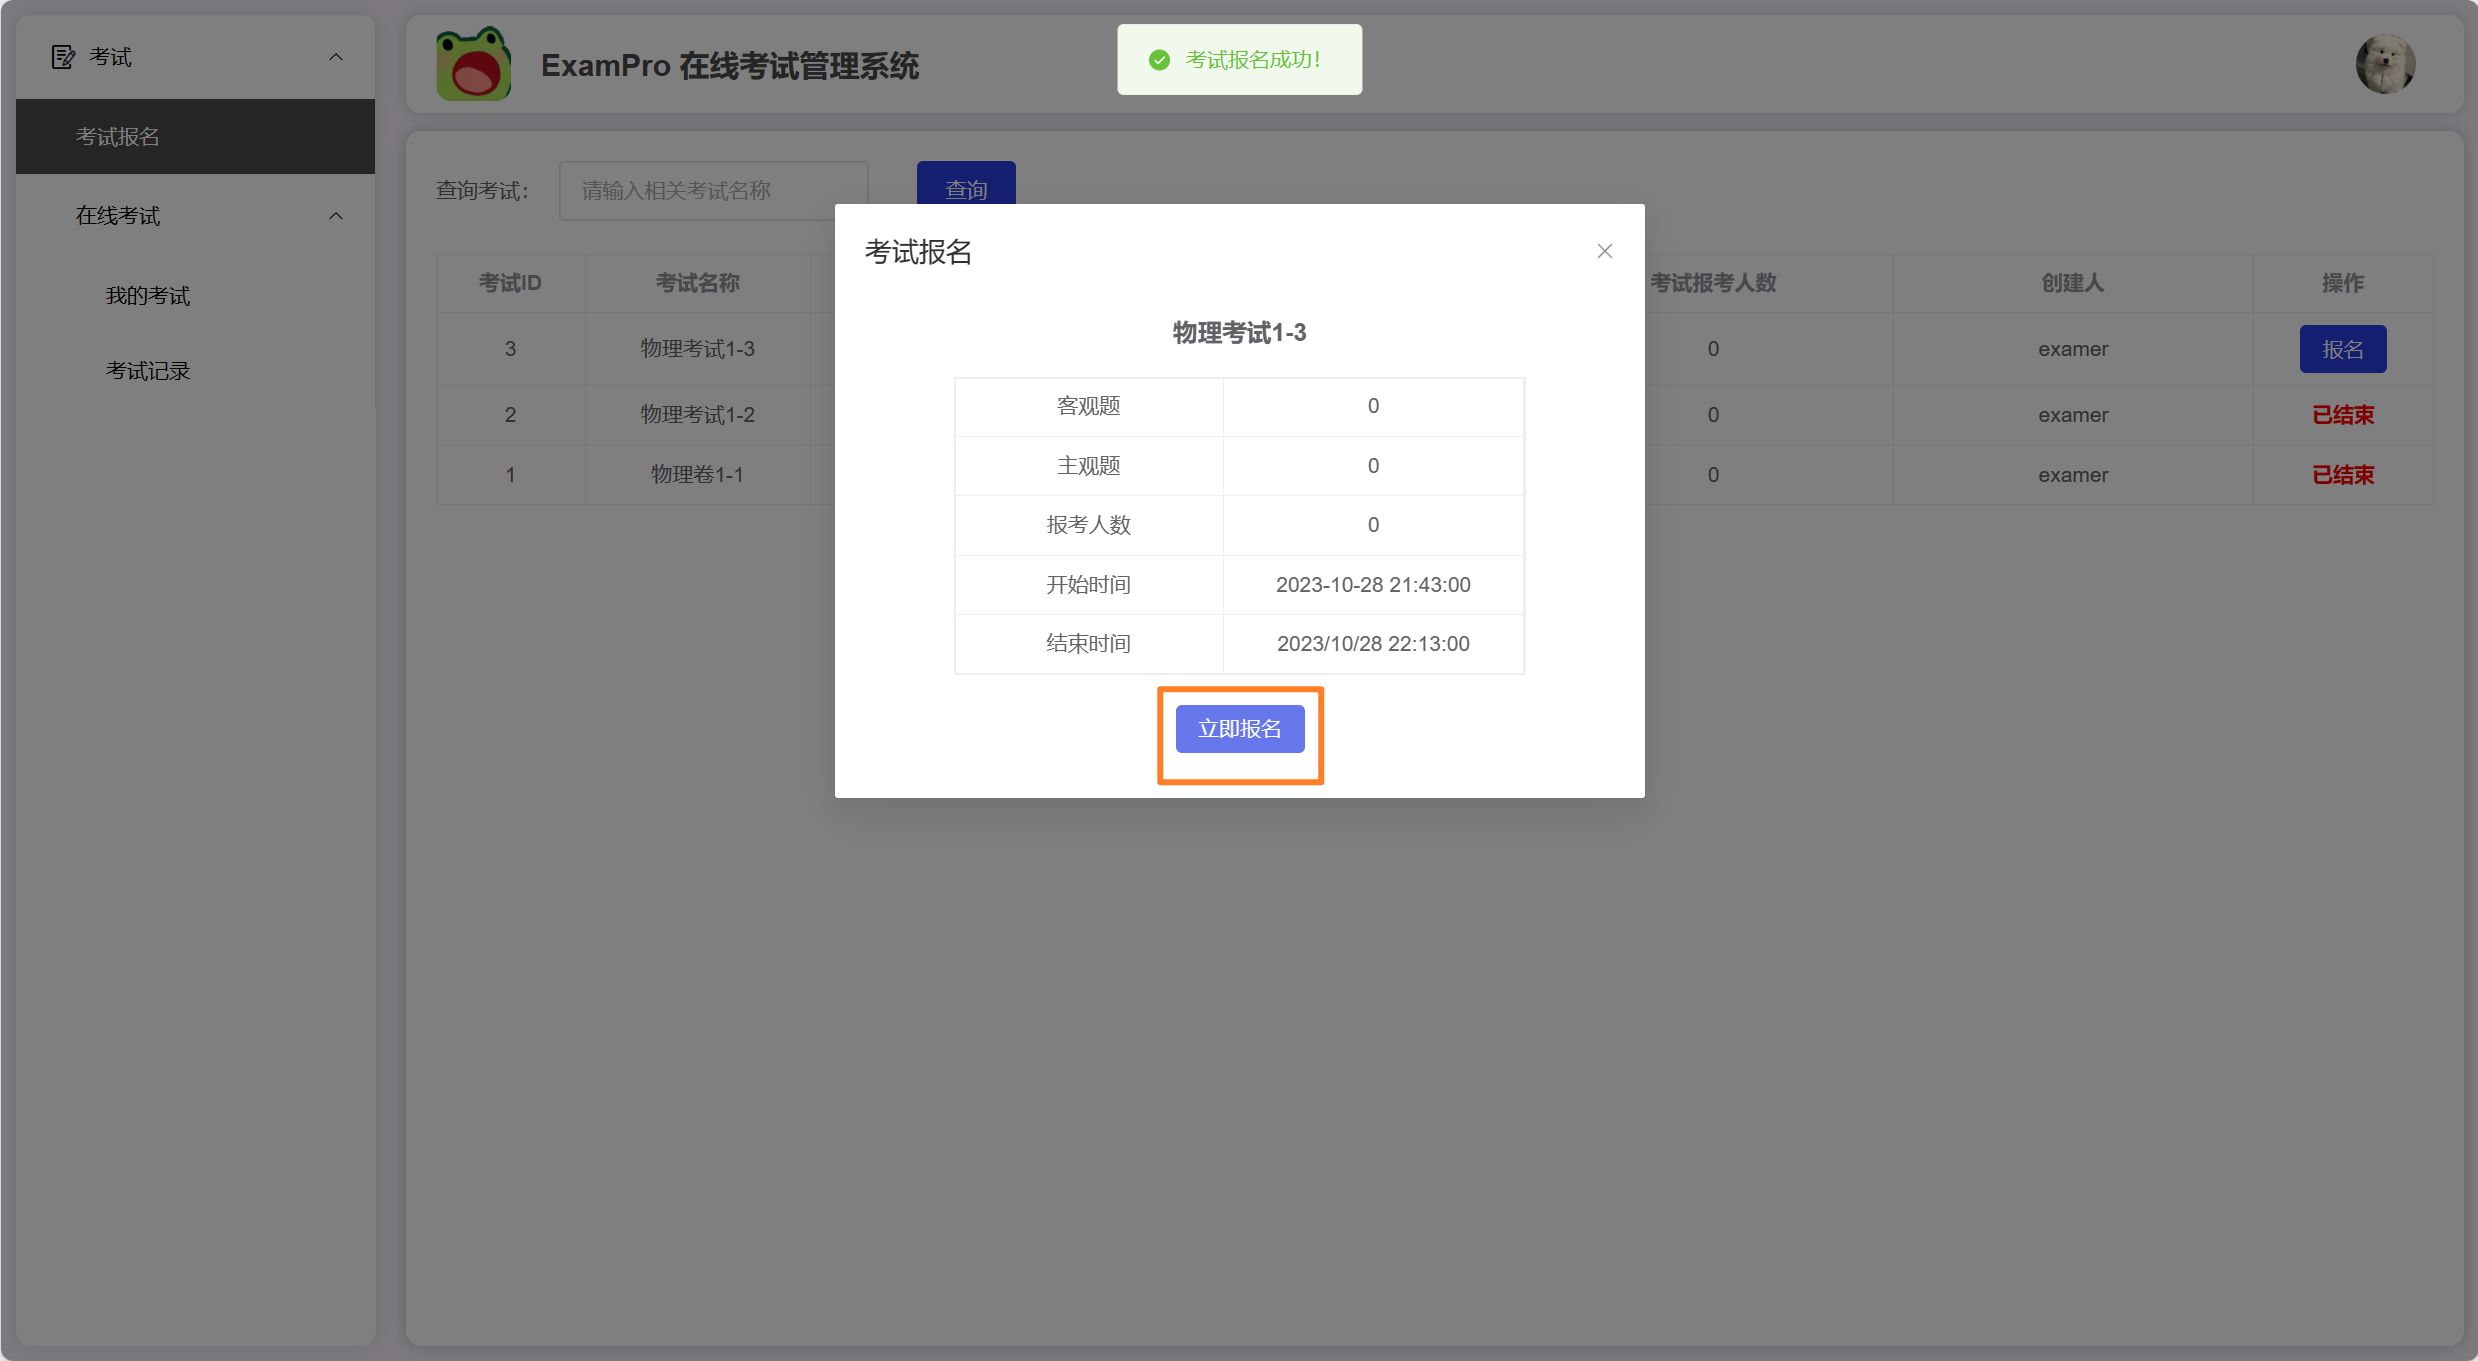 考试
考试报名
在线考试
我的考试
考试记录
ExamPro 在线考试管理系统
考试报名成功!
查询考试: 请输入相关考试名称 查询
考试ID 考试名称 考试报考人数 创建人 操作
3 物理考试1-3 0 examer 报名
2 物理考试1-2 0 examer 已结束
1 物理卷1-1 0 examer 已结束
考试报名
物理考试1-3
客观题 0
主观题 0
报考人数 0
开始时间 2023-10-28 21:43:00
结束时间 2023/10/28 22:13:00
立即报名